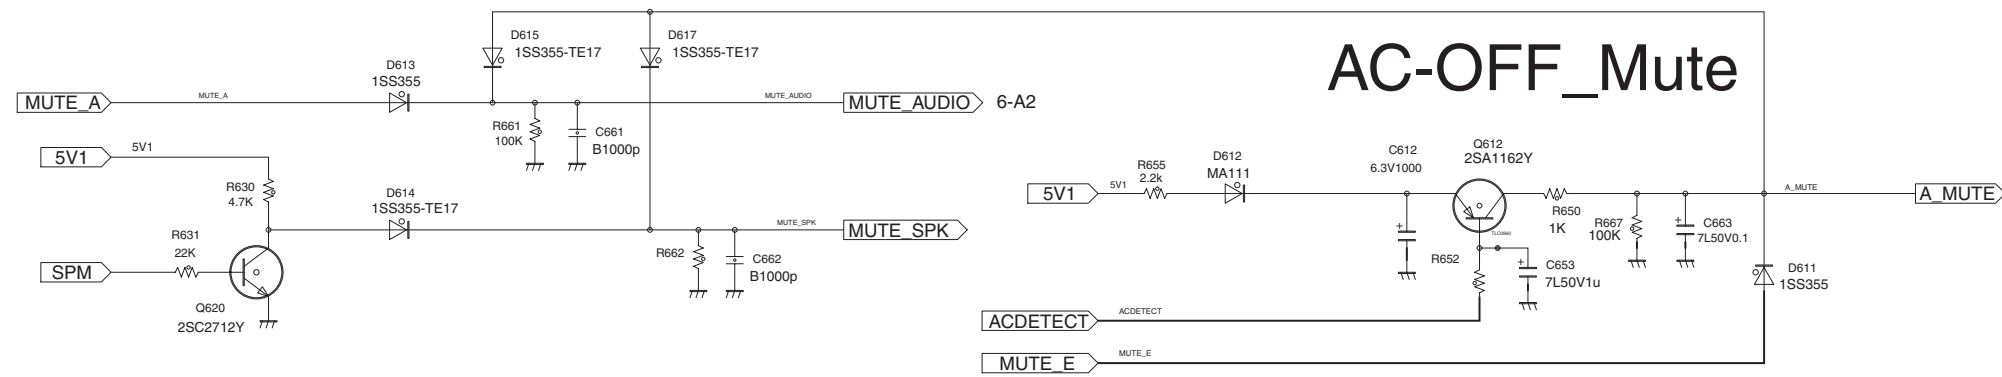 D615
1SS355-TE17
D617
1SS355-TE17
AC-OFF_Mute
D613
1SS355
MUTE_A
MUTE_A
MUTE_AUDIO
MUTE_AUDIO
6-A2
R661
100K
C661
B1000p
5V1
5V1
R630
4.7K
D614
1SS355-TE17
MUTE_SPK
MUTE_SPK
R631
22K
SPM
Q620
2SC2712Y
R662
C662
B1000p
5V1
5V1
R655
2.2k
D612
MA111
C612
6.3V1000
+
Q612
2SA1162Y
TLC0960
R650
1K
R667
100K
+
C663
7L50V0.1
A_MUTE
A_MUTE
R652
+
C653
7L50V1u
D611
1SS355
ACDETECT
ACDETECT
MUTE_E
MUTE_E